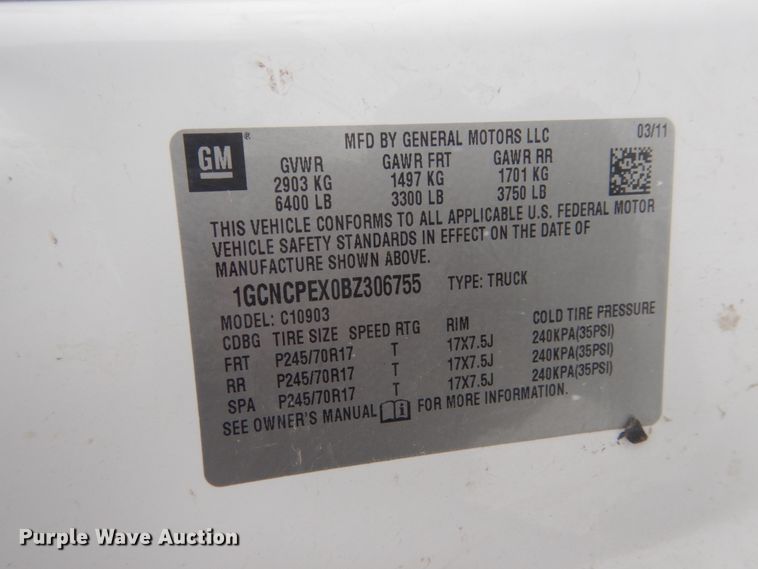 GM
MFD BY GENERAL MOTORS LLC 03/11
GVWR GAWR FRT GAWR RR
2903 KG 1497 KG 1701 KG
6400 LB 3300 LB 3750 LB
THIS VEHICLE CONFORMS TO ALL APPLICABLE U.S. FEDERAL MOTOR
VEHICLE SAFETY STANDARDS IN EFFECT ON THE DATE OF
MANUFACTURE SHOWN ABOVE.
1GCNCPEX0BZ306755 TYPE: TRUCK
MODEL: C10903
CDBG TIRE SIZE SPEED RTG RIM COLD TIRE PRESSURE
FRT P245/70R17 T 17X7.5J 240KPA(35PSI)
RR P245/70R17 T 17X7.5J 240KPA(35PSI)
SPA P245/70R17 T 17X7.5J 240KPA(35PSI)
SEE OWNER'S MANUAL FOR MORE INFORMATION.
Purple Wave Auction